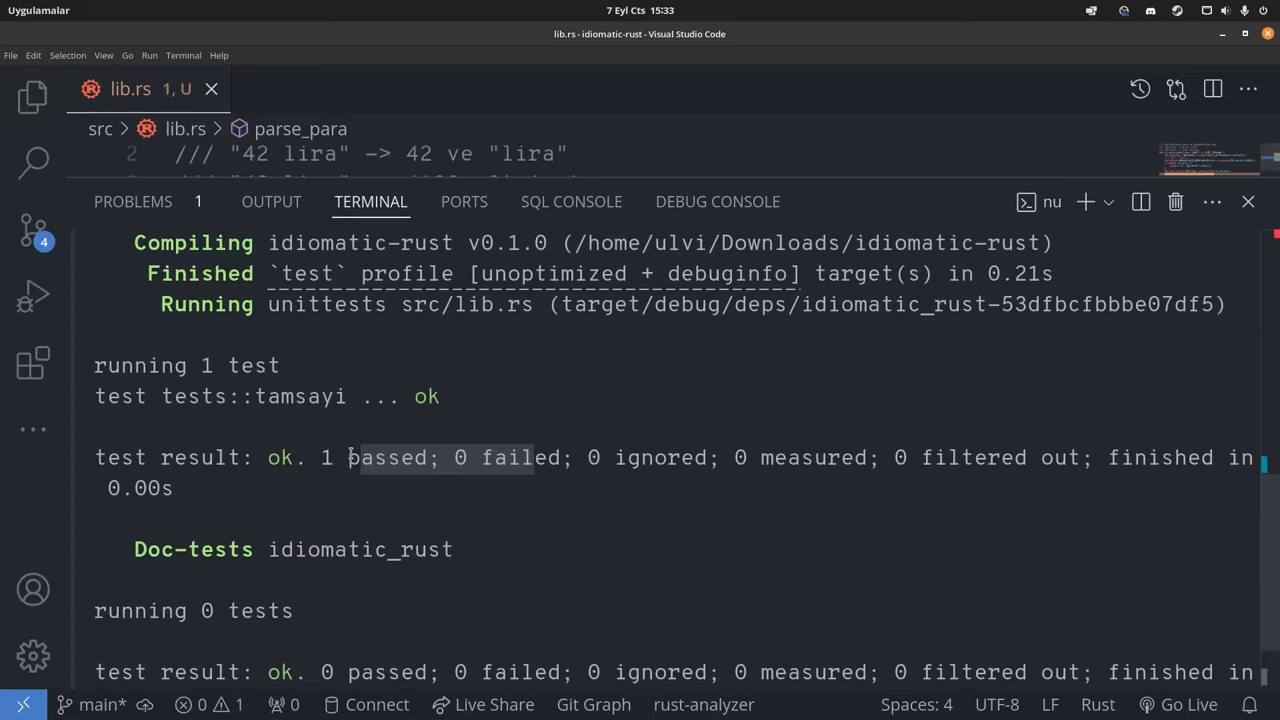 Uygulamalar
7 Eyl Cts 15:33
lib.rs - idiomatic-rust - Visual Studio Code
File Edit Selection View Go Run Terminal Help
lib.rs 1, U
src > lib.rs > parse_para
2 /// "42 lira" -> 42 ve "lira"
PROBLEMS 1 OUTPUT TERMINAL PORTS SQL CONSOLE DEBUG CONSOLE nu
Compiling idiomatic-rust v0.1.0 (/home/ulvi/Downloads/idiomatic-rust)
Finished `test` profile [unoptimized + debuginfo] target(s) in 0.21s
Running unittests src/lib.rs (target/debug/deps/idiomatic_rust-53dfbcfbbbe07df5)
running 1 test
test tests::tamsayi ... ok
test result: ok. 1 passed; 0 failed; 0 ignored; 0 measured; 0 filtered out; finished in
0.00s
4
Doc-tests idiomatic_rust
running 0 tests
test result: ok. 0 passed; 0 failed; 0 ignored; 0 measured; 0 filtered out; finished in
main* 0 1 0 Connect Live Share Git Graph rust-analyzer Spaces: 4 UTF-8 LF Rust Go Live